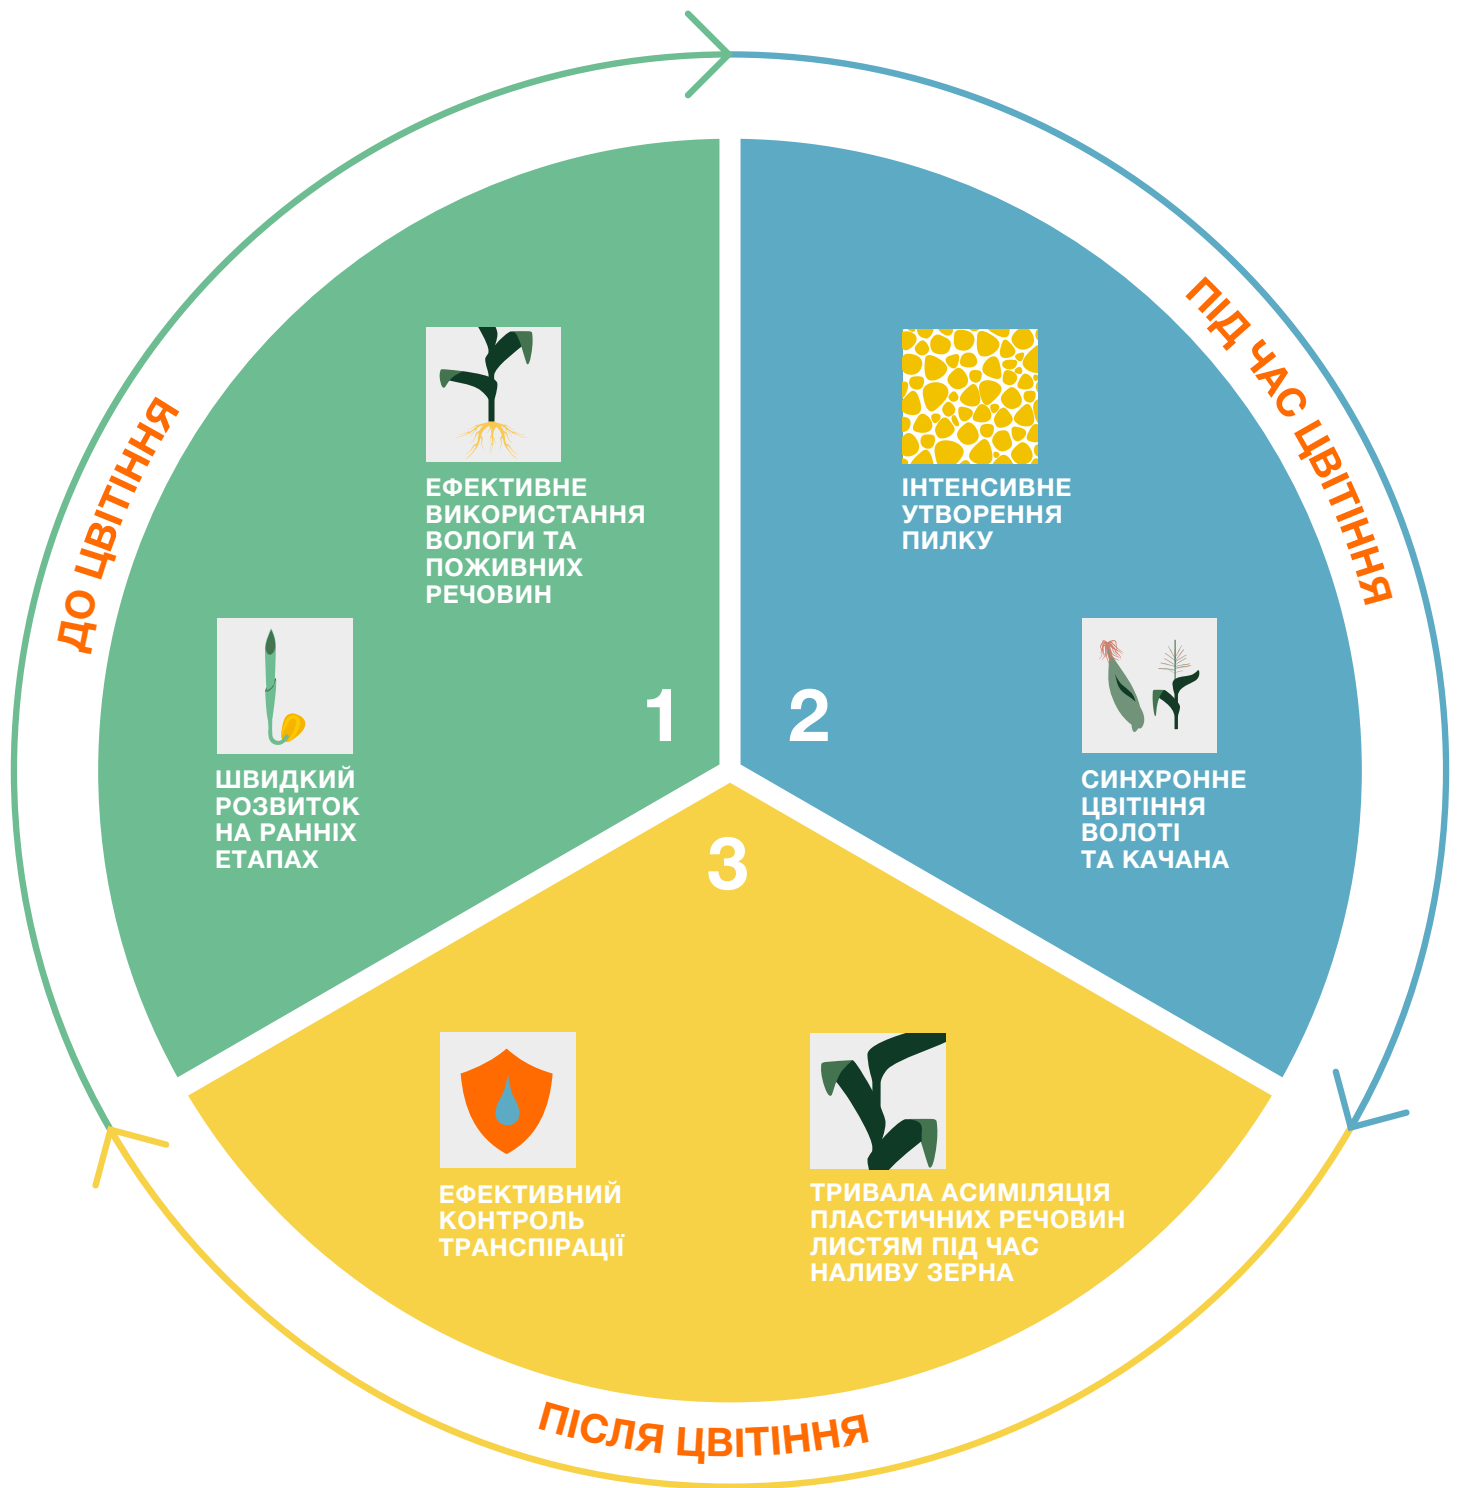 ДО ЦВІТІННЯ
ЕФЕКТИВНЕ
ВИКОРИСТАННЯ
ВОЛОГИ ТА
ПОЖИВНИХ
РЕЧОВИН
ШВИДКИЙ
РОЗВИТОК
НА РАННІХ
ЕТАПАХ
1
ПІД ЧАС ЦВІТІННЯ
ІНТЕНСИВНЕ
УТВОРЕННЯ
ПИЛКУ
СИНХРОННЕ
ЦВІТІННЯ
ВОЛОТІ
ТА КАЧАНА
2
3
ЕФЕКТИВНИЙ
КОНТРОЛЬ
ТРАНСПІРАЦІЇ
ТРИВАЛА АСИМІЛЯЦІЯ
ПЛАСТИЧНИХ РЕЧОВИН
ЛИСТЯМ ПІД ЧАС
НАЛИВУ ЗЕРНА
ПІСЛЯ ЦВІТІННЯ